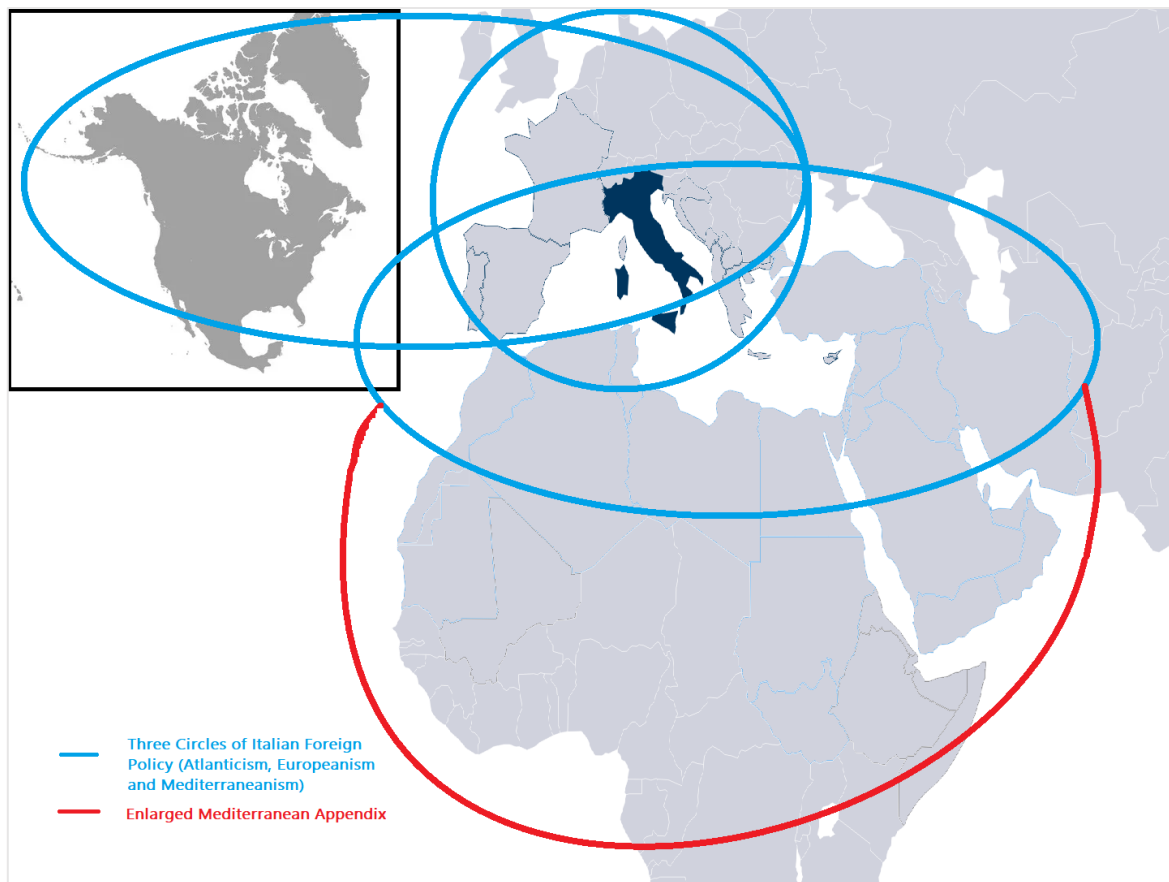 Three Circles of Italian Foreign
Policy (Atlanticism, Europeanism
and Mediterraneanism)
Enlarged Mediterranean Appendix